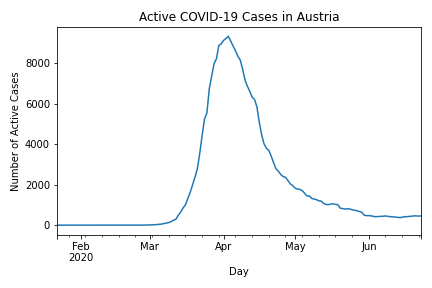 Active COVID-19 Cases in Austria
Number of Active Cases
8000
6000
4000
2000
0
Feb Mar Apr May Jun
2020
Day